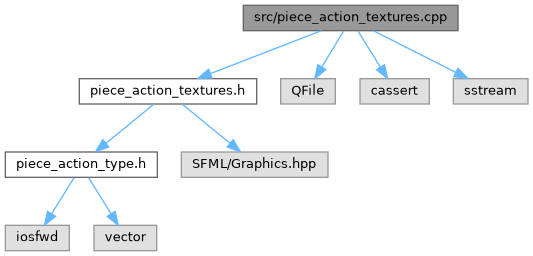 src/piece_action_textures.cpp
piece_action_textures.h
QFile
cassert
sstream
piece_action_type.h
SFML/Graphics.hpp
iosfwd
vector